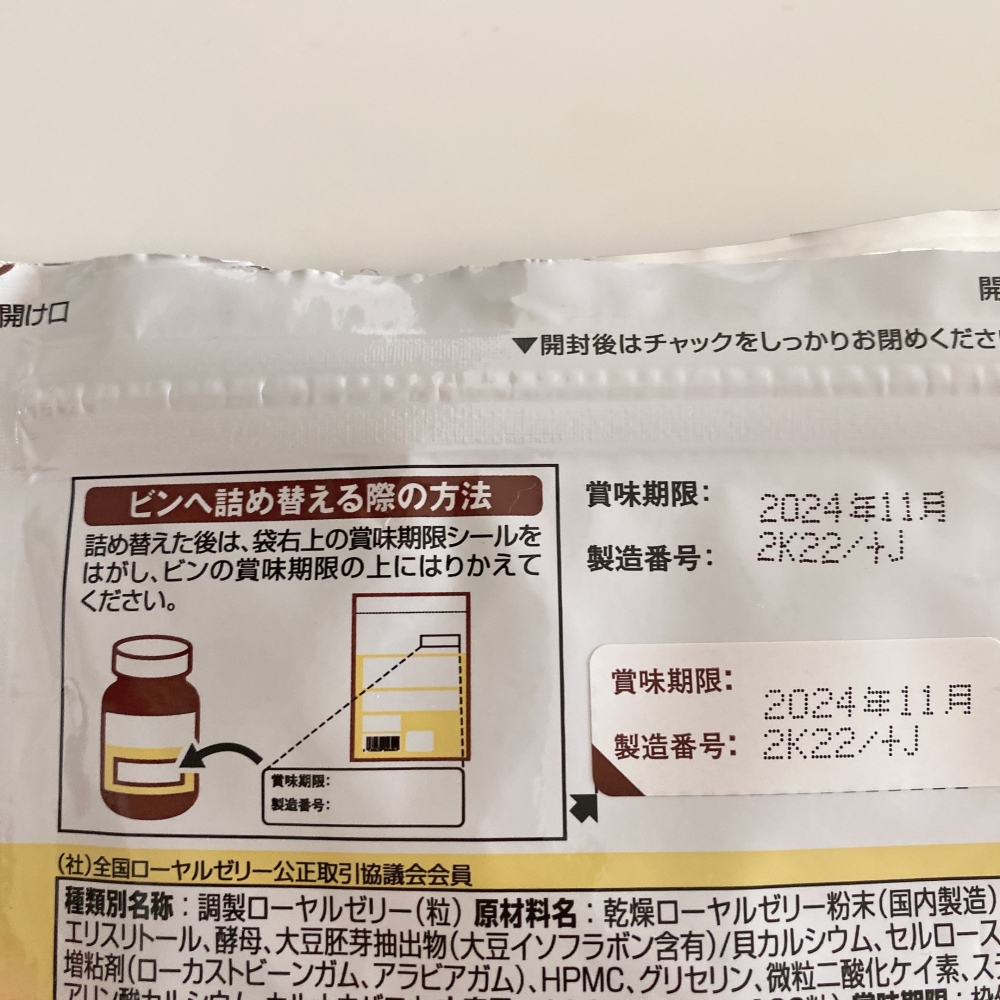 開け口
開
▼開封後はチャックをしっかりお閉めくださ
ビンへ詰め替える際の方法
詰め替えた後は、袋右上の賞味期限シールを
はがし、ビンの賞味期限の上にはりかえて
ください。
賞味期限:
製造番号:
賞味期限: 2024年11月
製造番号: 2K22/+J
賞味期限: 2024年11月
製造番号: 2K22/+J
(社)全国ローヤルゼリー公正取引協議会会員
種類別名称:調製ローヤルゼリー(粒) 原材料名:乾燥ローヤルゼリー粉末(国内製造)
エリスリトール、酵母、大豆胚芽抽出物(大豆イソフラボン含有)/貝カルシウム、セルロース
増粘剤(ローカストビーンガム、アラビアガム)、HPMC、グリセリン、微粒二酸化ケイ素、ステ